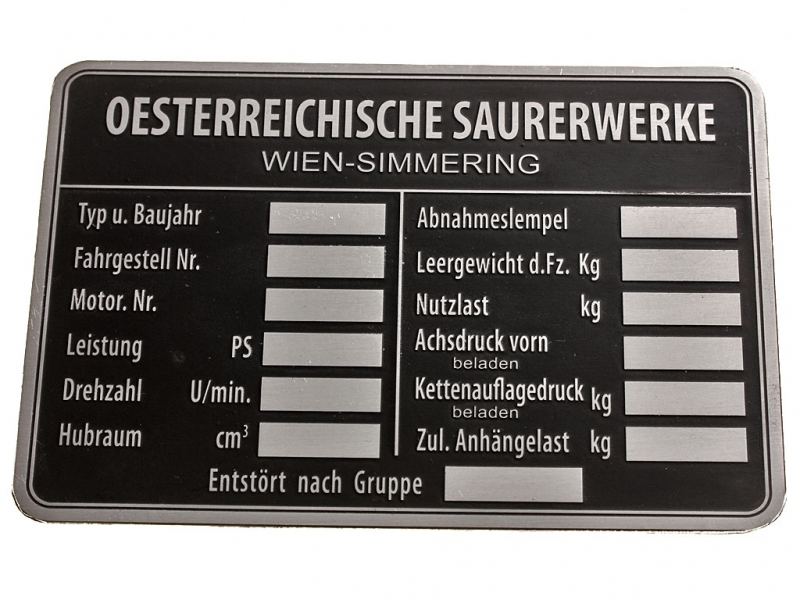 OESTERREICHISCHE SAURERWERKE
WIEN-SIMMERING
Typ u. Baujahr
Fahrgestell Nr.
Motor. Nr.
Leistung PS
Drehzahl U/min.
Hubraum cm³
Abnahmeslempel
Leergewicht d.Fz. Kg
Nutzlast kg
Achsdruck vorn
beladen
Kettenauflagedruck kg
beladen
Zul. Anhängelast kg
Entstört nach Gruppe